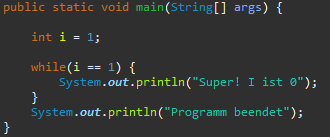 public static void main(String[] args) {
int i = 1;
while(i == 1) {
System.out.println("Super! I ist 0");
}
System.out.println("Programm beendet");
}